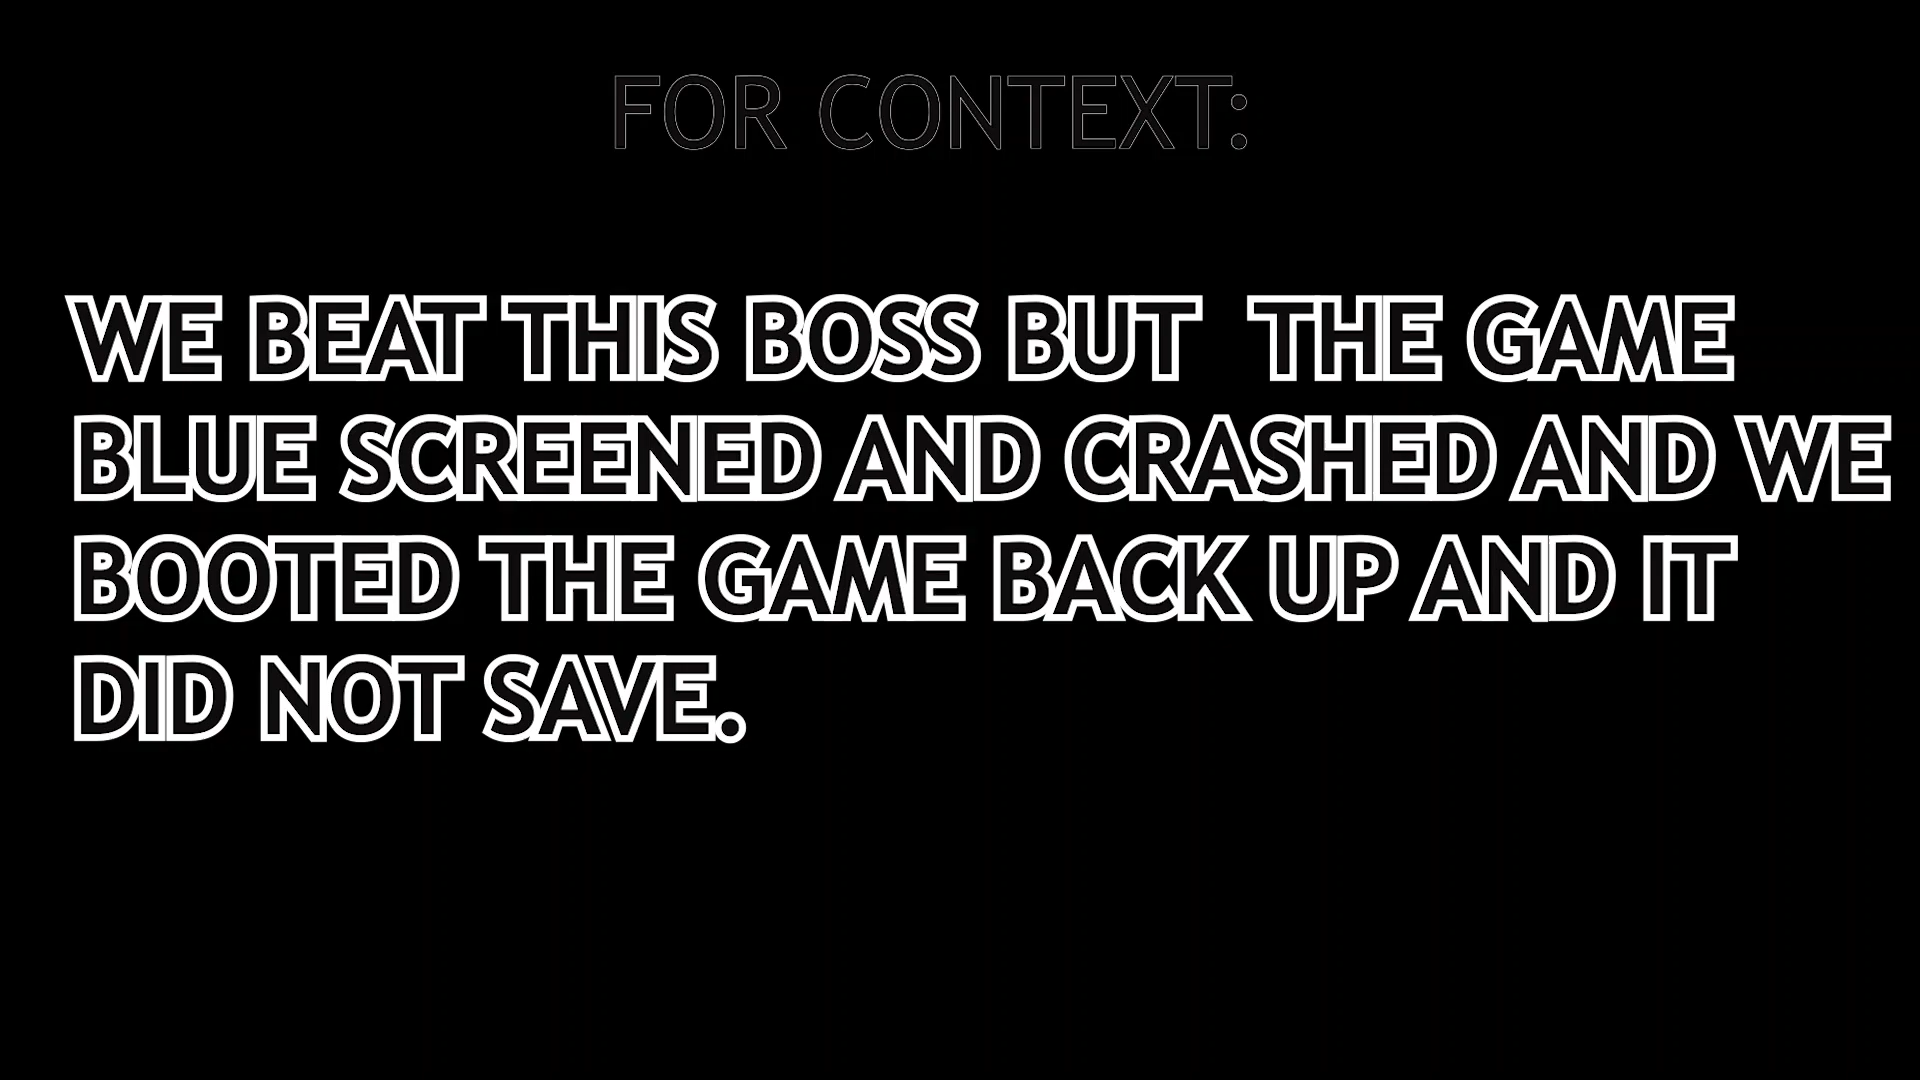 FOR CONTEXT:
WE BEAT THIS BOSS BUT  THE GAME
BLUE SCREENED AND CRASHED AND WE
BOOTED THE GAME BACK UP AND IT
DID NOT SAVE.